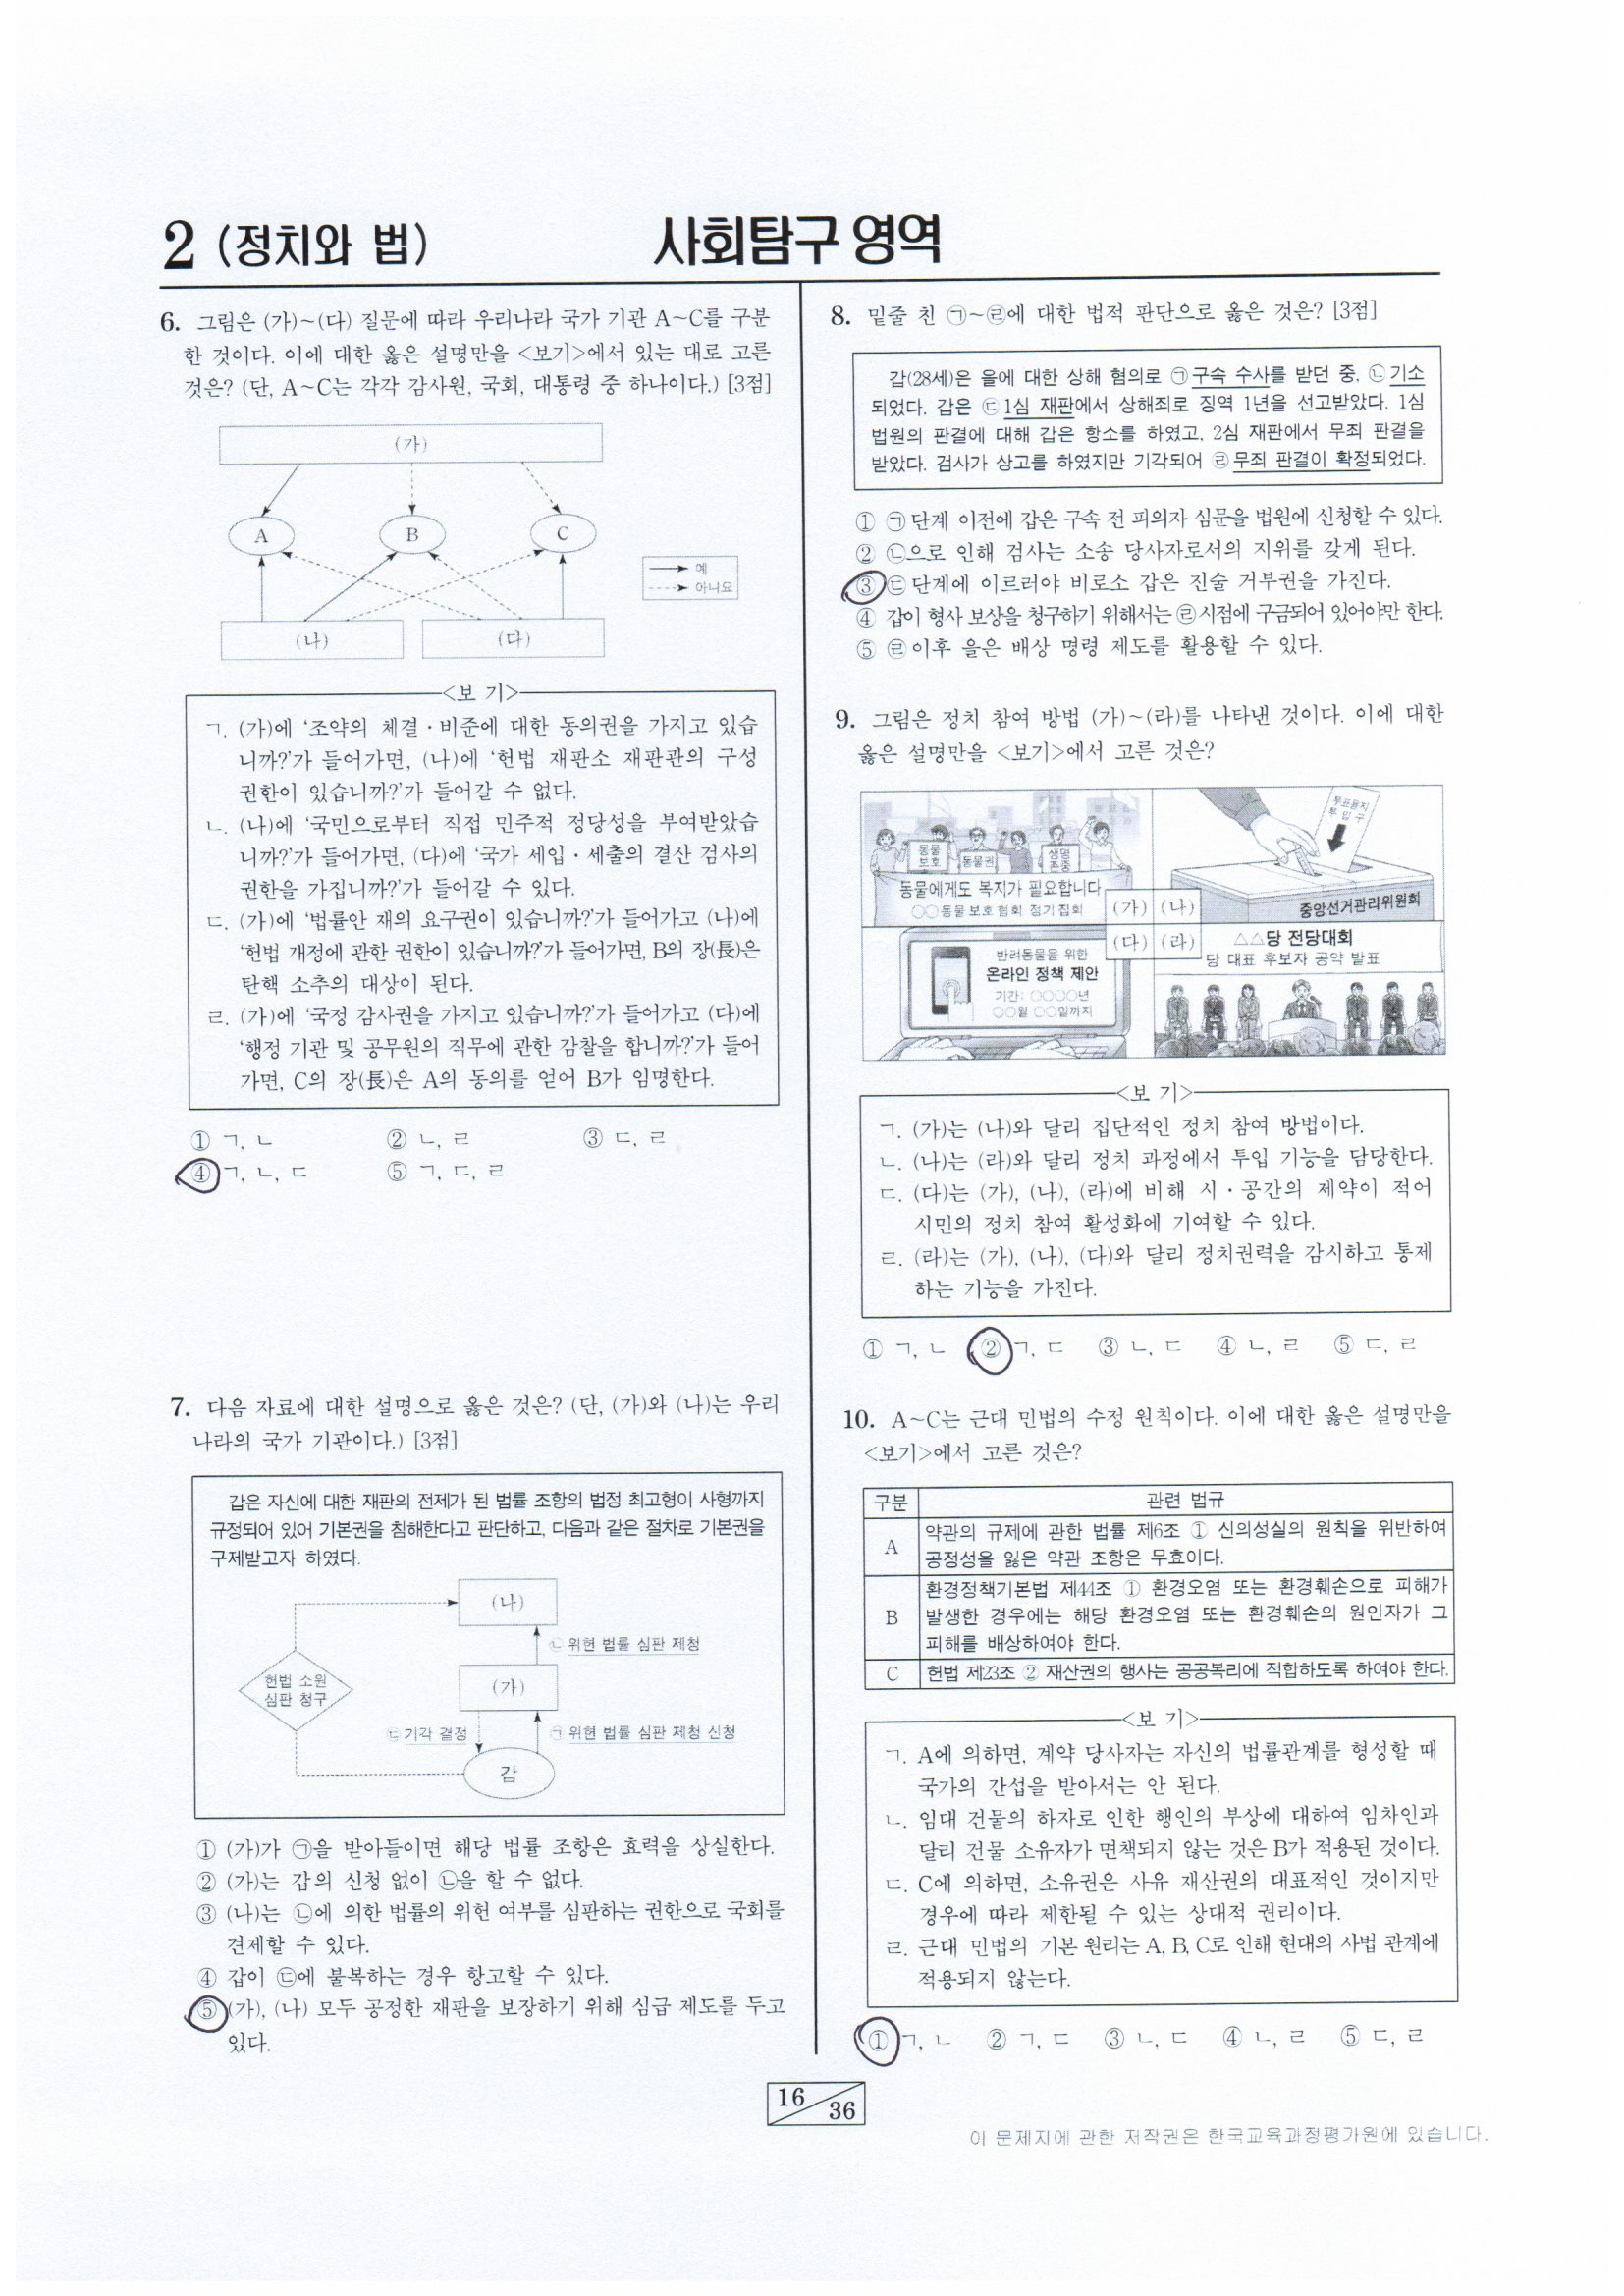 2 (정치와 법)
사회탐구 영역
6. 그림은 (가)~(다) 질문에 따라 우리나라 국가 기관 A~C를 구분
한 것이다. 이에 대한 옳은 설명만을 <보기>에서 있는 대로 고른
것은? (단, A~C는 각각 감사원, 국회, 대통령 중 하나이다.) [3점]
(가)
A
B
C
예
아니요
(나)
(다)
<보 기>
ㄱ. (가)에 ‘조약의 체결·비준에 대한 동의권을 가지고 있습
니까?’가 들어가면, (나)에 ‘헌법 재판소 재판관의 구성
권한이 있습니까?’가 들어갈 수 없다.
ㄴ. (나)에 ‘국민으로부터 직접 민주적 정당성을 부여받았습
니까?’가 들어가면, (다)에 ‘국가 세입·세출의 결산 검사의
권한을 가집니까?’가 들어갈 수 있다.
ㄷ. (가)에 ‘법률안 재의 요구권이 있습니까?’가 들어가고 (나)에
‘헌법 개정에 관한 권한이 있습니까?’가 들어가면, B의 장(長)은
탄핵 소추의 대상이 된다.
ㄹ. (가)에 ‘국정 감사권을 가지고 있습니까?’가 들어가고 (다)에
‘행정 기관 및 공무원의 직무에 관한 감찰을 합니까?’가 들어
가면, C의 장(長)은 A의 동의를 얻어 B가 임명한다.
① ㄱ, ㄴ ② ㄴ, ㄹ ③ ㄷ, ㄹ
④ ㄱ, ㄴ, ㄷ ⑤ ㄱ, ㄷ, ㄹ
7. 다음 자료에 대한 설명으로 옳은 것은? (단, (가)와 (나)는 우리
나라의 국가 기관이다.) [3점]
갑은 자신에 대한 재판의 전제가 된 법률 조항의 법정 최고형이 사형까지
규정되어 있어 기본권을 침해한다고 판단하고, 다음과 같은 절차로 기본권을
구제받고자 하였다.
(나)
㉡ 위헌 법률 심판 제청
헌법 소원
심판 청구
(가)
㉢ 기각 결정
㉠ 위헌 법률 심판 제청 신청
갑
① (가)가 ㉠을 받아들이면 해당 법률 조항은 효력을 상실한다.
② (가)는 갑의 신청 없이 ㉡을 할 수 없다.
③ (나)는 ㉡에 의한 법률의 위헌 여부를 심판하는 권한으로 국회를
견제할 수 있다.
④ 갑이 ㉢에 불복하는 경우 항고할 수 있다.
⑤ (가), (나) 모두 공정한 재판을 보장하기 위해 심급 제도를 두고
있다.
8. 밑줄 친 ㉠~㉣에 대한 법적 판단으로 옳은 것은? [3점]
갑(28세)은 을에 대한 상해 혐의로 ㉠구속 수사를 받던 중, ㉡기소
되었다. 갑은 ㉢1심 재판에서 상해죄로 징역 1년을 선고받았다. 1심
법원의 판결에 대해 갑은 항소를 하였고, 2심 재판에서 무죄 판결을
받았다. 검사가 상고를 하였지만 기각되어 ㉣무죄 판결이 확정되었다.
① ㉠단계 이전에 갑은 구속 전 피의자 심문을 법원에 신청할 수 있다.
② ㉡으로 인해 검사는 소송 당사자로서의 지위를 갖게 된다.
③ ㉢단계에 이르러야 비로소 갑은 진술 거부권을 가진다.
④ 갑이 형사 보상을 청구하기 위해서는 ㉣시점에 구금되어 있어야만 한다.
⑤ ㉣이후 을은 배상 명령 제도를 활용할 수 있다.
9. 그림은 정치 참여 방법 (가)~(라)를 나타낸 것이다. 이에 대한
옳은 설명만을 <보기>에서 고른 것은?
동물
보호
동물권
생명
존중
동물에게도 복지가 필요합니다
○○동물 보호 협회 정기 집회
투표용지
투 입 구
중앙선거관리위원회
(가) (나)
(다) (라)
반려동물을 위한
온라인 정책 제안
기간: ○○○○년
○○월 ○○일까지
△△당 전당대회
당 대표 후보자 공약 발표
<보 기>
ㄱ. (가)는 (나)와 달리 집단적인 정치 참여 방법이다.
ㄴ. (나)는 (라)와 달리 정치 과정에서 투입 기능을 담당한다.
ㄷ. (다)는 (가), (나), (라)에 비해 시·공간의 제약이 적어
시민의 정치 참여 활성화에 기여할 수 있다.
ㄹ. (라)는 (가), (나), (다)와 달리 정치권력을 감시하고 통제
하는 기능을 가진다.
① ㄱ, ㄴ ② ㄱ, ㄷ ③ ㄴ, ㄷ ④ ㄴ, ㄹ ⑤ ㄷ, ㄹ
10. A~C는 근대 민법의 수정 원칙이다. 이에 대한 옳은 설명만을
<보기>에서 고른 것은?
구분 관련 법규
A 약관의 규제에 관한 법률 제6조 ① 신의성실의 원칙을 위반하여
공정성을 잃은 약관 조항은 무효이다.
B 환경정책기본법 제44조 ① 환경오염 또는 환경훼손으로 피해가
발생한 경우에는 해당 환경오염 또는 환경훼손의 원인자가 그
피해를 배상하여야 한다.
C 헌법 제23조 ② 재산권의 행사는 공공복리에 적합하도록 하여야 한다.
<보 기>
ㄱ. A에 의하면, 계약 당사자는 자신의 법률관계를 형성할 때
국가의 간섭을 받아서는 안 된다.
ㄴ. 임대 건물의 하자로 인한 행인의 부상에 대하여 임차인과
달리 건물 소유자가 면책되지 않는 것은 B가 적용된 것이다.
ㄷ. C에 의하면, 소유권은 사유 재산권의 대표적인 것이지만
경우에 따라 제한될 수 있는 상대적 권리이다.
ㄹ. 근대 민법의 기본 원리는 A, B, C로 인해 현대의 사법 관계에
적용되지 않는다.
① ㄱ, ㄴ ② ㄱ, ㄷ ③ ㄴ, ㄷ ④ ㄴ, ㄹ ⑤ ㄷ, ㄹ
16
36
이 문제지에 관한 저작권은 한국교육과정평가원에 있습니다.